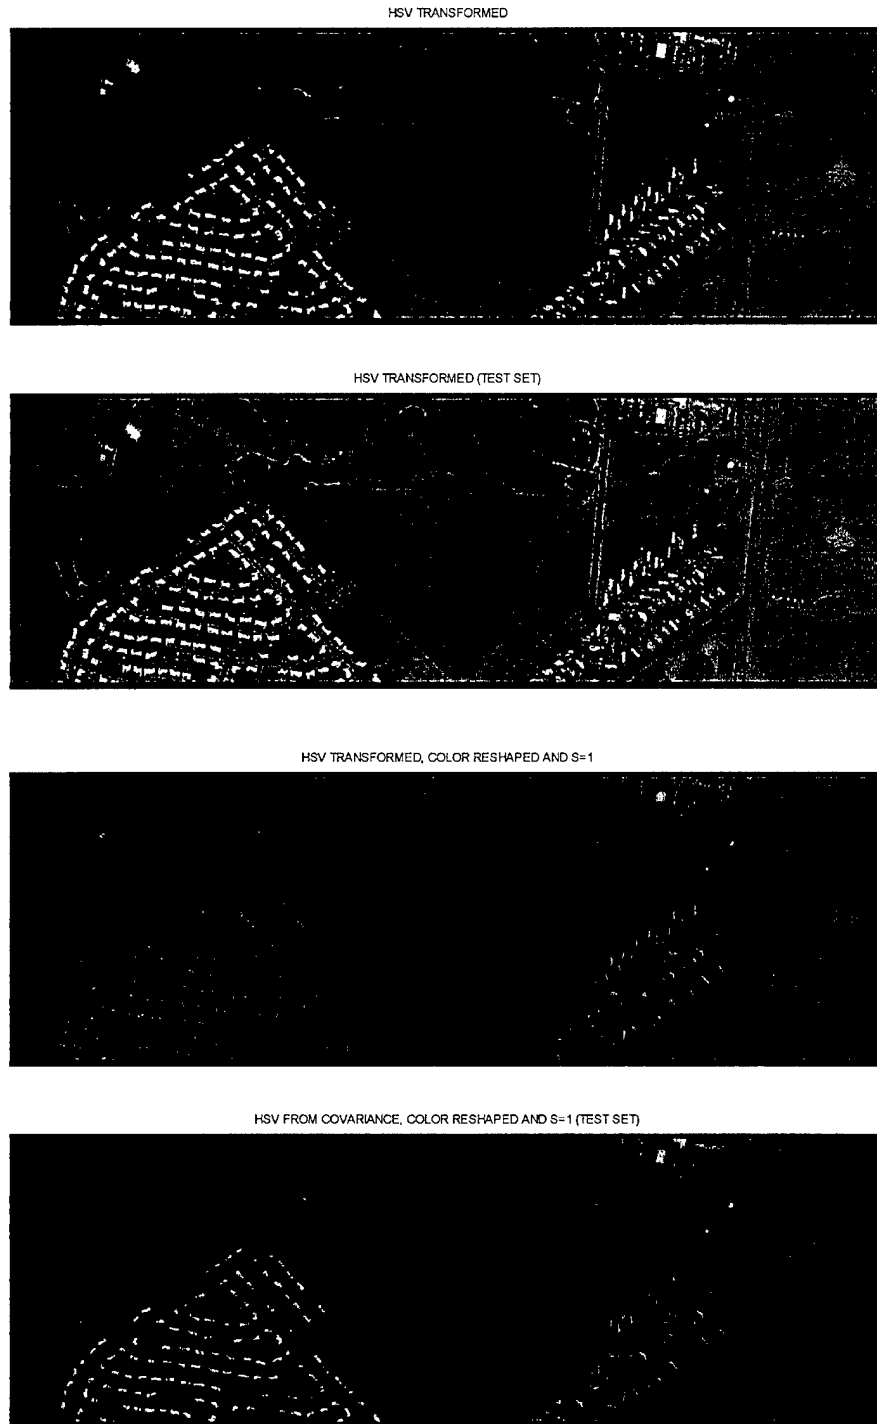 HSV TRANSFORMED
HSV TRANSFORMED (TEST SET)
HSV TRANSFORMED, COLOR RESHAPED AND S=1
HSV FROM COVARIANCE, COLOR RESHAPED AND S=1 (TEST SET)